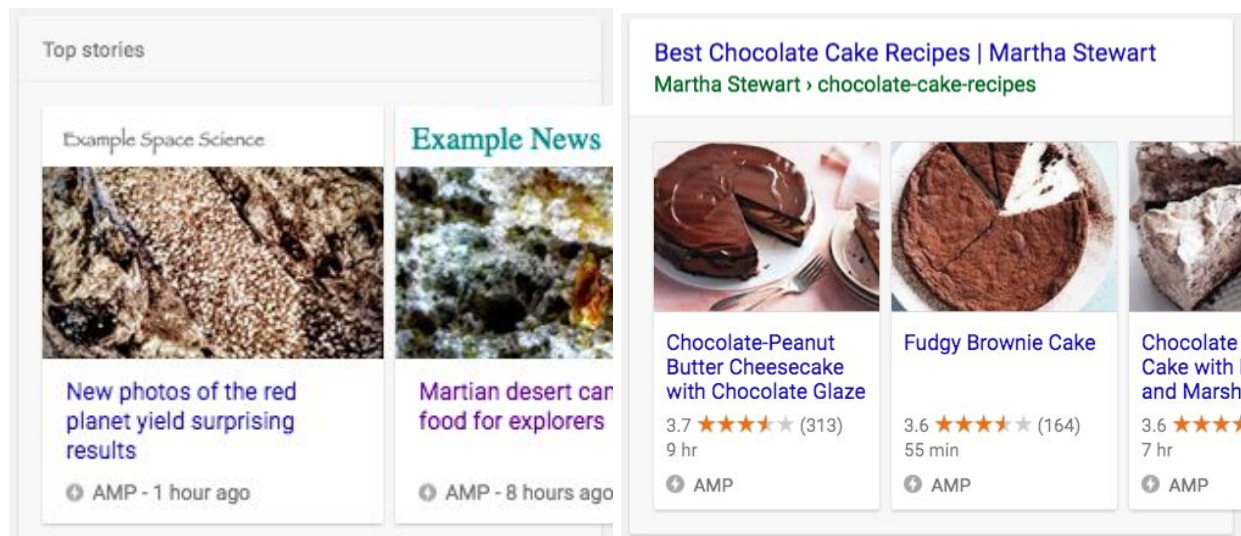 Top stories
Example Space Science
New photos of the red
planet yield surprising
results
AMP - 1 hour ago
Example News
Martian desert can
food for explorers
AMP - 8 hours ago
Best Chocolate Cake Recipes | Martha Stewart
Martha Stewart › chocolate-cake-recipes
Chocolate-Peanut
Butter Cheesecake
with Chocolate Glaze
3.7 ★★★★★ (313)
9 hr
AMP
Fudgy Brownie Cake
3.6 ★★★★★ (164)
55 min
AMP
Chocolate
Cake with
and Marsh
3.6 ★★★★
7 hr
AMP